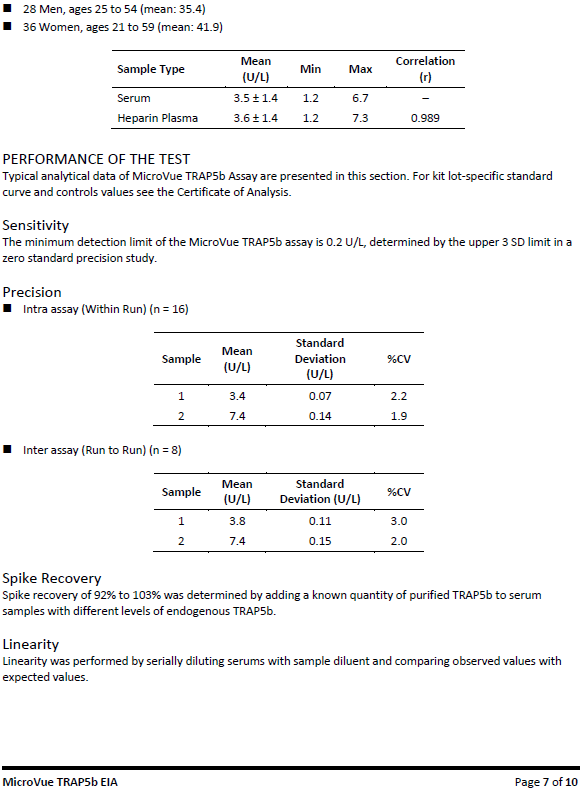 ■ 28 Men, ages 25 to 54 (mean: 35.4)
■ 36 Women, ages 21 to 59 (mean: 41.9)
Sample Type Mean (U/L) Min Max Correlation (r)
Serum 3.5 ± 1.4 1.2 6.7 –
Heparin Plasma 3.6 ± 1.4 1.2 7.3 0.989
PERFORMANCE OF THE TEST
Typical analytical data of MicroVue TRAP5b Assay are presented in this section. For kit lot-specific standard
curve and controls values see the Certificate of Analysis.
Sensitivity
The minimum detection limit of the MicroVue TRAP5b assay is 0.2 U/L, determined by the upper 3 SD limit in a
zero standard precision study.
Precision
■ Intra assay (Within Run) (n = 16)
Sample Mean (U/L) Standard Deviation (U/L) %CV
1 3.4 0.07 2.2
2 7.4 0.14 1.9
■ Inter assay (Run to Run) (n = 8)
Sample Mean (U/L) Standard Deviation (U/L) %CV
1 3.8 0.11 3.0
2 7.4 0.15 2.0
Spike Recovery
Spike recovery of 92% to 103% was determined by adding a known quantity of purified TRAP5b to serum
samples with different levels of endogenous TRAP5b.
Linearity
Linearity was performed by serially diluting serums with sample diluent and comparing observed values with
expected values.
MicroVue TRAP5b EIA Page 7 of 10